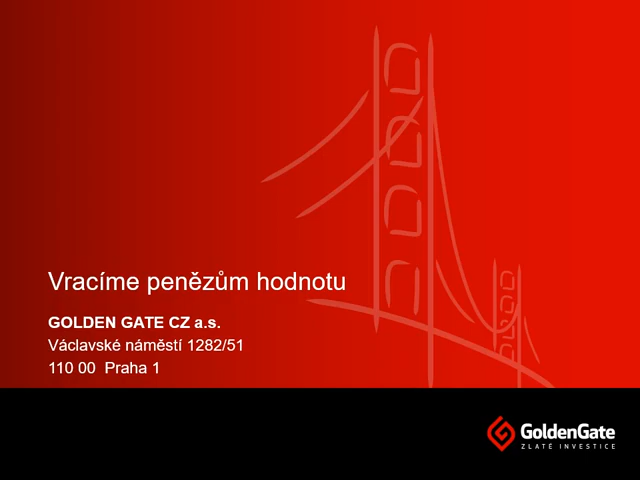 Vracíme penězům hodnotu
GOLDEN GATE CZ a.s.
Václavské náměstí 1282/51
110 00  Praha 1
GoldenGate
ZLATÉ INVESTICE